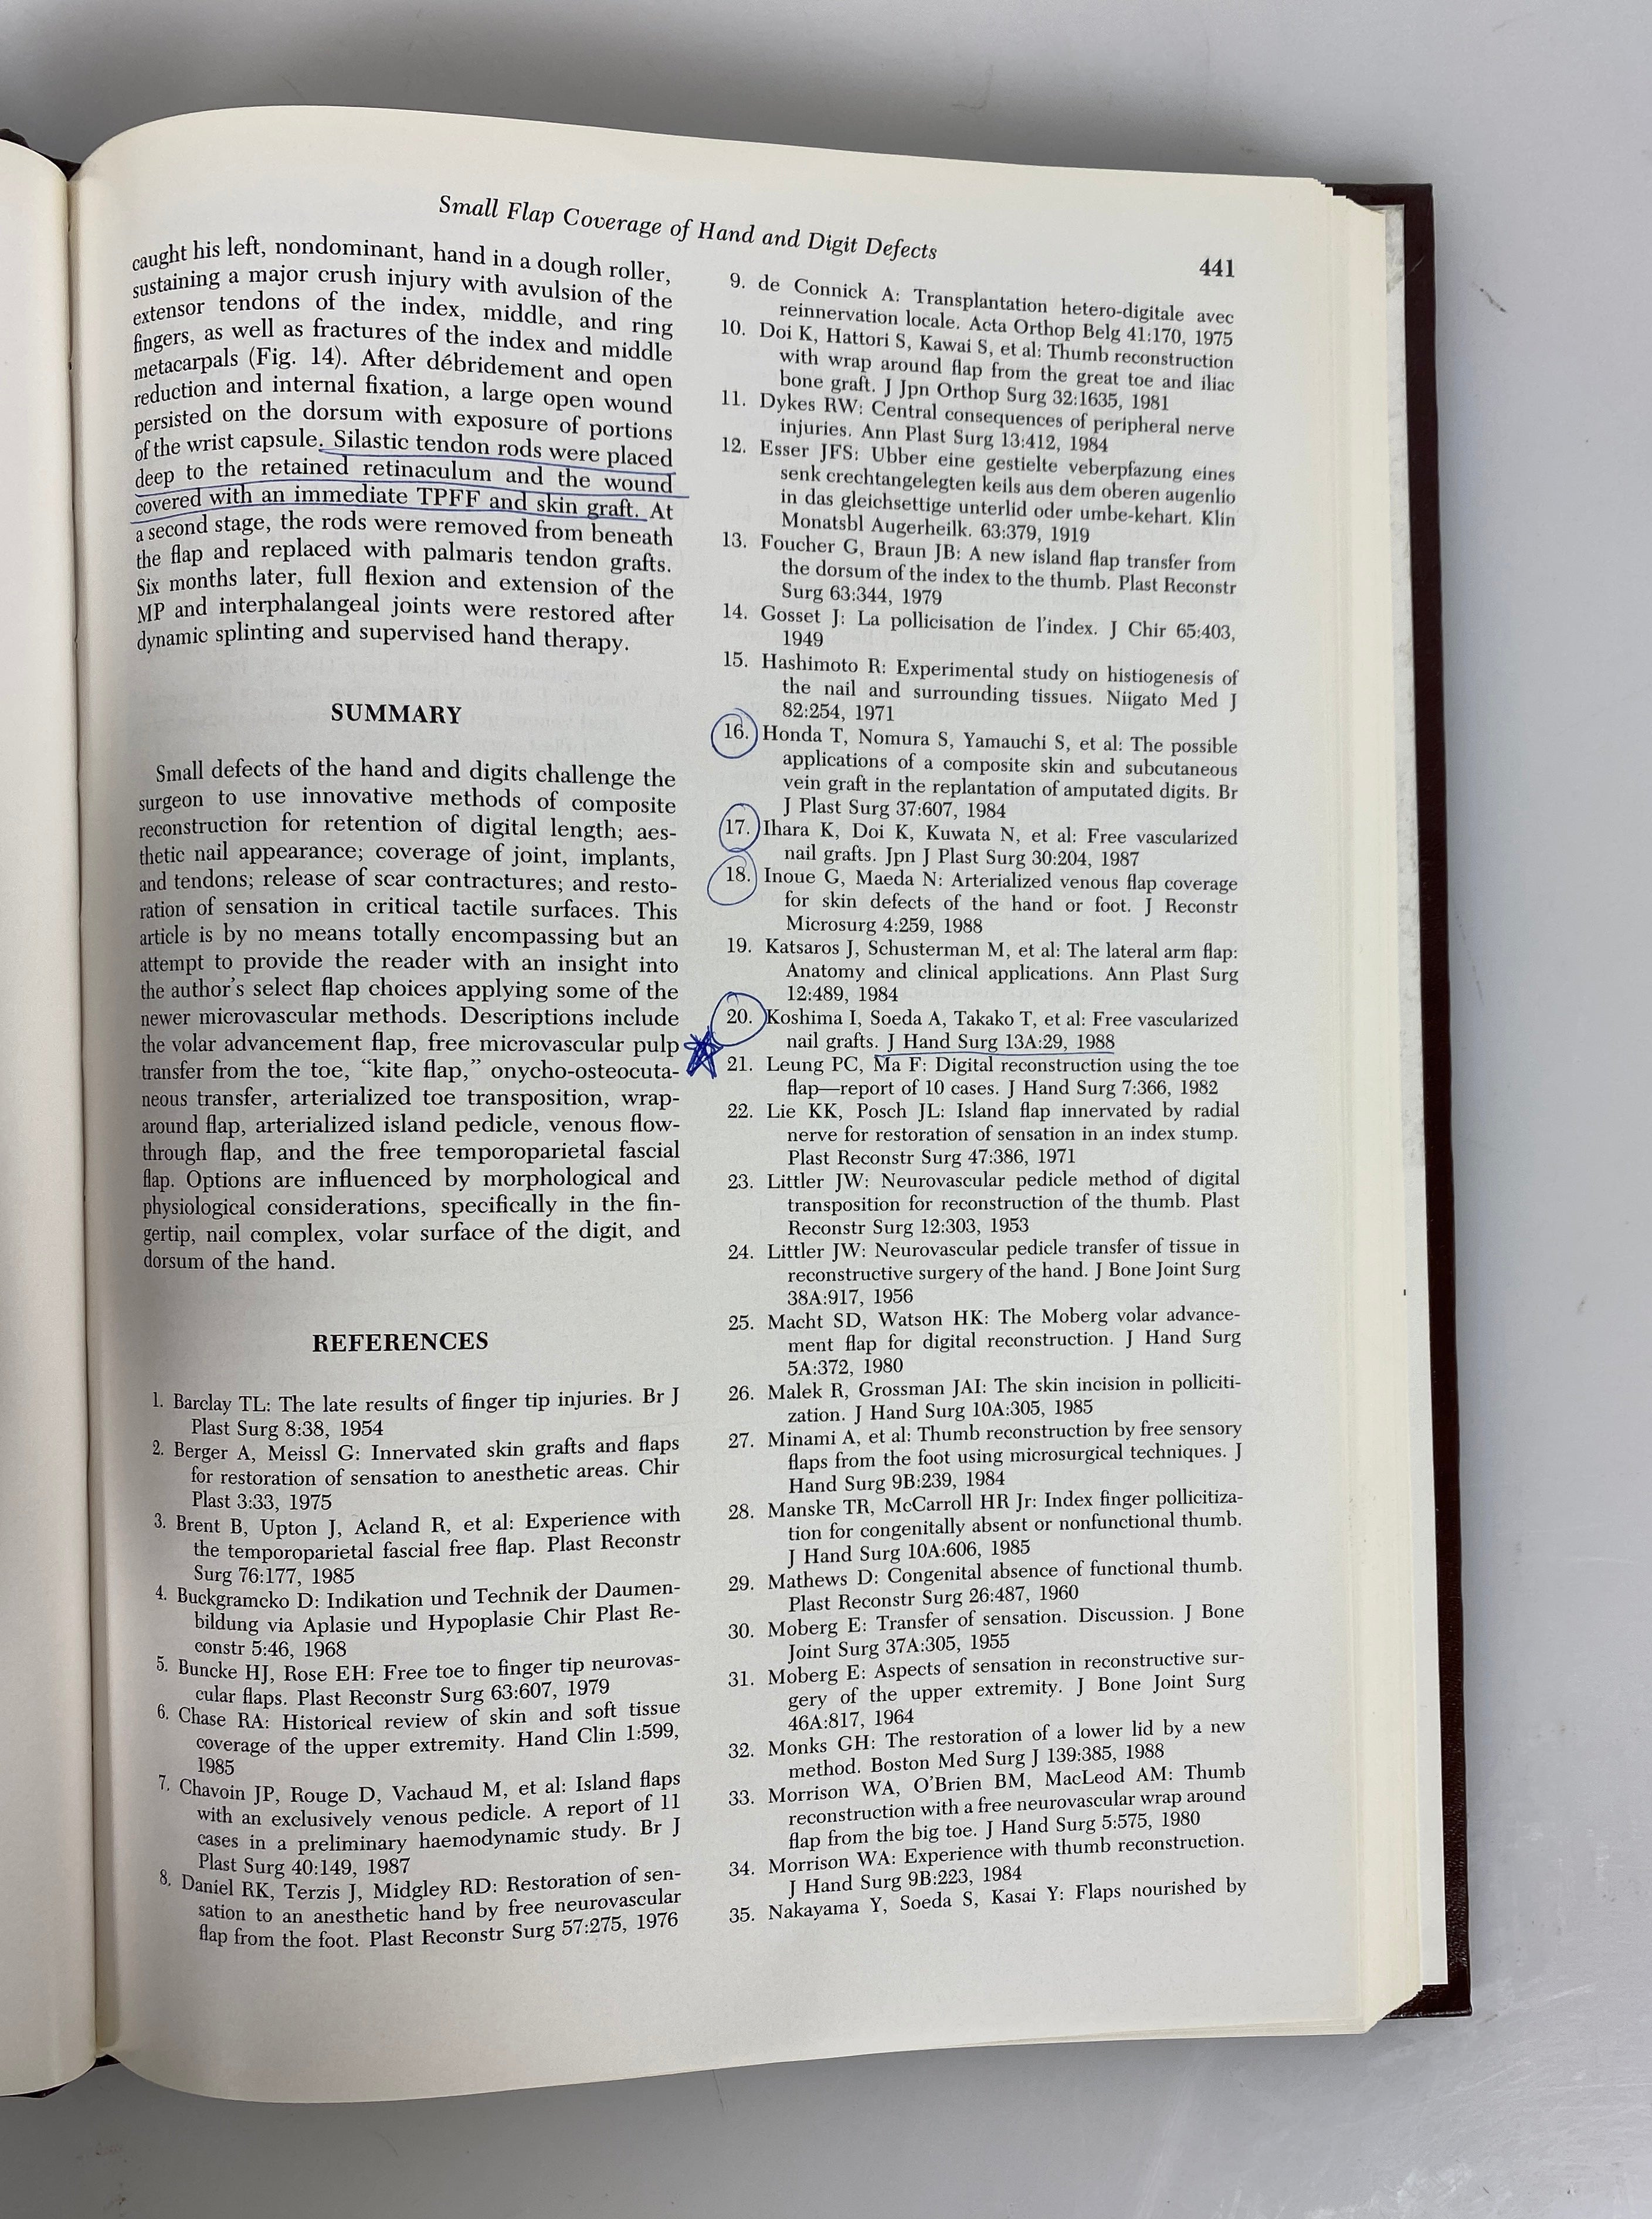 Small Flap Coverage of Hand and Digit Defects
441
caught his left, nondominant, hand in a dough roller,
sustaining a major crush injury with avulsion of the
extensor tendons of the index, middle, and ring
fingers, as well as fractures of the index and middle
metacarpals (Fig. 14). After débridement and open
reduction and internal fixation, a large open wound
persisted on the dorsum with exposure of portions
of the wrist capsule. Silastic tendon rods were placed
deep to the retained retinaculum and the wound
covered with an immediate TPFF and skin graft. At
a second stage, the rods were removed from beneath
the flap and replaced with palmaris tendon grafts.
Six months later, full flexion and extension of the
MP and interphalangeal joints were restored after
dynamic splinting and supervised hand therapy.
SUMMARY
Small defects of the hand and digits challenge the
surgeon to use innovative methods of composite
reconstruction for retention of digital length; aes-
thetic nail appearance; coverage of joint, implants,
and tendons; release of scar contractures; and resto-
ration of sensation in critical tactile surfaces. This
article is by no means totally encompassing but an
attempt to provide the reader with an insight into
the author's select flap choices applying some of the
newer microvascular methods. Descriptions include
the volar advancement flap, free microvascular pulp
transfer from the toe, “kite flap,” onycho-osteocuta-
neous transfer, arterialized toe transposition, wrap-
around flap, arterialized island pedicle, venous flow-
through flap, and the free temporoparietal fascial
flap. Options are influenced by morphological and
physiological considerations, specifically in the fin-
gertip, nail complex, volar surface of the digit, and
dorsum of the hand.
REFERENCES
1. Barclay TL: The late results of finger tip injuries. Br J
Plast Surg 8:38, 1954
2. Berger A, Meissl G: Innervated skin grafts and flaps
for restoration of sensation to anesthetic areas. Chir
Plast 3:33, 1975
3. Brent B, Upton J, Acland R, et al: Experience with
the temporoparietal fascial free flap. Plast Reconstr
Surg 76:177, 1985
4. Buckgramcko D: Indikation und Technik der Daumen-
bildung via Aplasie und Hypoplasie Chir Plast Re-
constr 5:46, 1968
5. Buncke HJ, Rose EH: Free toe to finger tip neurovas-
cular flaps. Plast Reconstr Surg 63:607, 1979
6. Chase RA: Historical review of skin and soft tissue
coverage of the upper extremity. Hand Clin 1:599,
1985
7. Chavoin JP, Rouge D, Vachaud M, et al: Island flaps
with an exclusively venous pedicle. A report of 11
cases in a preliminary haemodynamic study. Br J
Plast Surg 40:149, 1987
8. Daniel RK, Terzis J, Midgley RD: Restoration of sen-
sation to an anesthetic hand by free neurovascular
flap from the foot. Plast Reconstr Surg 57:275, 1976
9. de Connick A: Transplantation hetero-digitale avec
reinnervation locale. Acta Orthop Belg 41:170, 1975
10. Doi K, Hattori S, Kawai S, et al: Thumb reconstruction
with wrap around flap from the great toe and iliac
bone graft. J Jpn Orthop Surg 32:1635, 1981
11. Dykes RW: Central consequences of peripheral nerve
injuries. Ann Plast Surg 13:412, 1984
12. Esser JFS: Ubber eine gestielte veberpfazung eines
senk crechtangelegten keils aus dem oberen augenlio
in das gleichsettige unterlid oder umbe-kehart. Klin
Monatsbl Augerheilk. 63:379, 1919
13. Foucher G, Braun JB: A new island flap transfer from
the dorsum of the index to the thumb. Plast Reconstr
Surg 63:344, 1979
14. Gosset J: La pollicisation de l'index. J Chir 65:403,
1949
15. Hashimoto R: Experimental study on histiogenesis of
the nail and surrounding tissues. Niigato Med J
82:254, 1971
16. Honda T, Nomura S, Yamauchi S, et al: The possible
applications of a composite skin and subcutaneous
vein graft in the replantation of amputated digits. Br
J Plast Surg 37:607, 1984
17. Ihara K, Doi K, Kuwata N, et al: Free vascularized
nail grafts. Jpn J Plast Surg 30:204, 1987
18. Inoue G, Maeda N: Arterialized venous flap coverage
for skin defects of the hand or foot. J Reconstr
Microsurg 4:259, 1988
19. Katsaros J, Schusterman M, et al: The lateral arm flap:
Anatomy and clinical applications. Ann Plast Surg
12:489, 1984
20. Koshima I, Soeda A, Takako T, et al: Free vascularized
nail grafts. J Hand Surg 13A:29, 1988
21. Leung PC, Ma F: Digital reconstruction using the toe
flap—report of 10 cases. J Hand Surg 7:366, 1982
22. Lie KK, Posch JL: Island flap innervated by radial
nerve for restoration of sensation in an index stump.
Plast Reconstr Surg 47:386, 1971
23. Littler JW: Neurovascular pedicle method of digital
transposition for reconstruction of the thumb. Plast
Reconstr Surg 12:303, 1953
24. Littler JW: Neurovascular pedicle transfer of tissue in
reconstructive surgery of the hand. J Bone Joint Surg
38A:917, 1956
25. Macht SD, Watson HK: The Moberg volar advance-
ment flap for digital reconstruction. J Hand Surg
5A:372, 1980
26. Malek R, Grossman JAI: The skin incision in polliciti-
zation. J Hand Surg 10A:305, 1985
27. Minami A, et al: Thumb reconstruction by free sensory
flaps from the foot using microsurgical techniques. J
Hand Surg 9B:239, 1984
28. Manske TR, McCarroll HR Jr: Index finger pollicitiza-
tion for congenitally absent or nonfunctional thumb.
J Hand Surg 10A:606, 1985
29. Mathews D: Congenital absence of functional thumb.
Plast Reconstr Surg 26:487, 1960
30. Moberg E: Transfer of sensation. Discussion. J Bone
Joint Surg 37A:305, 1955
31. Moberg E: Aspects of sensation in reconstructive sur-
gery of the upper extremity. J Bone Joint Surg
46A:817, 1964
32. Monks GH: The restoration of a lower lid by a new
method. Boston Med Surg J 139:385, 1988
33. Morrison WA, O'Brien BM, MacLeod AM: Thumb
reconstruction with a free neurovascular wrap around
flap from the big toe. J Hand Surg 5:575, 1980
34. Morrison WA: Experience with thumb reconstruction.
J Hand Surg 9B:223, 1984
35. Nakayama Y, Soeda S, Kasai Y: Flaps nourished by